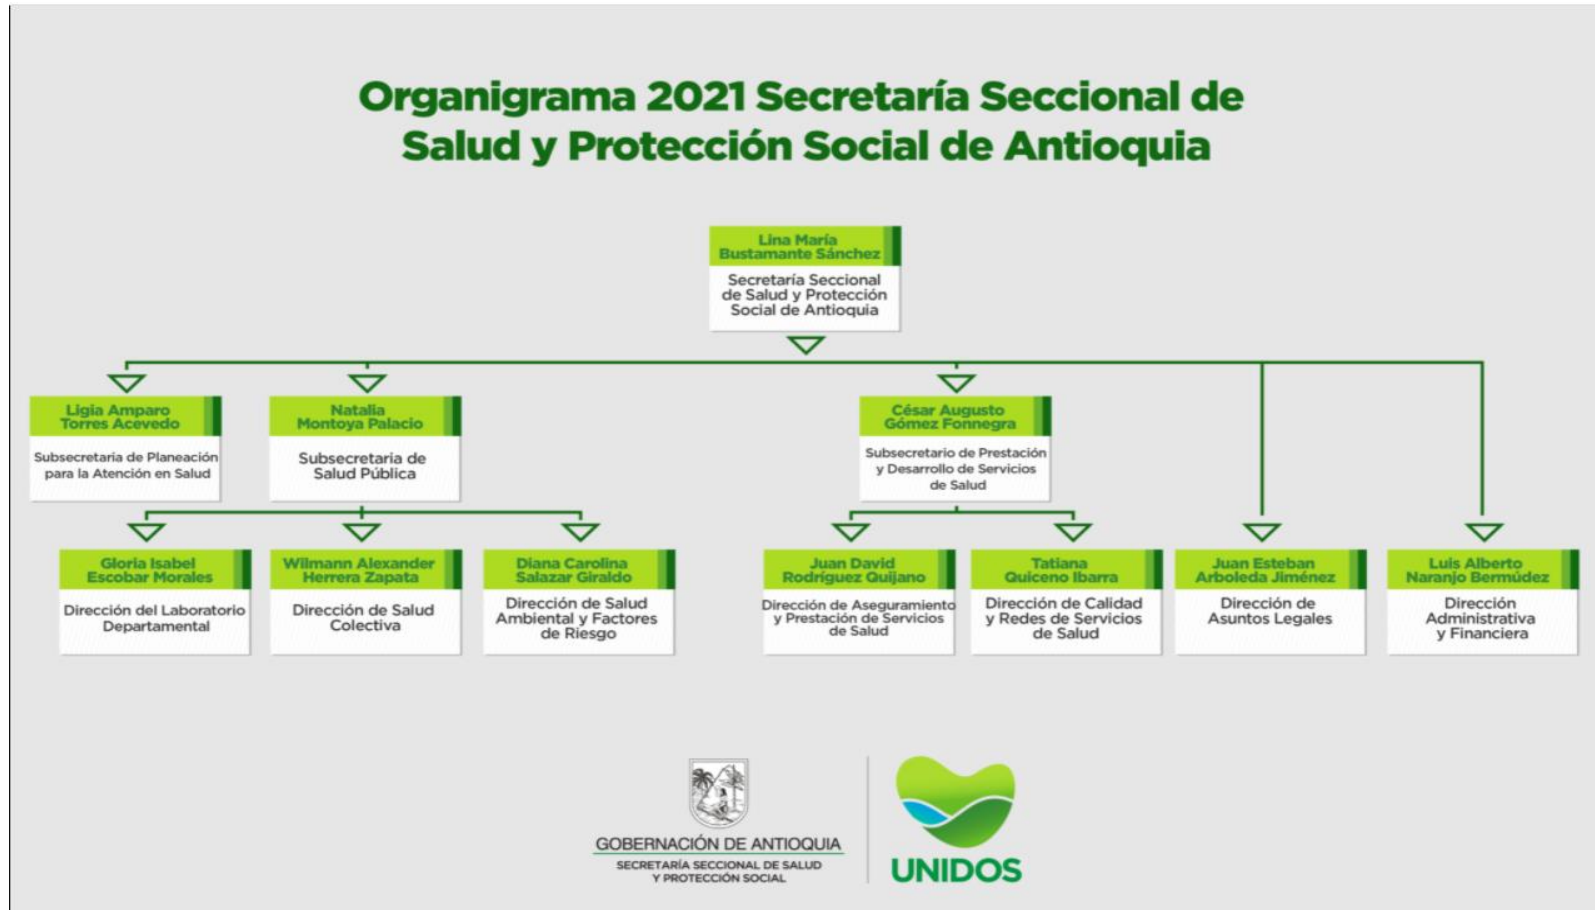 Organigrama 2021 Secretaría Seccional de
Salud y Protección Social de Antioquia
Lina María
Bustamante Sánchez
Secretaría Seccional
de Salud y Protección
Social de Antioquia
Ligia Amparo
Torres Acevedo
Subsecretaria de Planeación
para la Atención en Salud
Natalia
Montoya Palacio
Subsecretaria de
Salud Pública
César Augusto
Gómez Fonnegra
Subsecretario de Prestación
y Desarrollo de Servicios
de Salud
Gloria Isabel
Escobar Morales
Dirección del Laboratorio
Departamental
Wilmann Alexander
Herrera Zapata
Dirección de Salud
Colectiva
Diana Carolina
Salazar Giraldo
Dirección de Salud
Ambiental y Factores
de Riesgo
Juan David
Rodríguez Quijano
Dirección de Aseguramiento
y Prestación de Servicios
de Salud
Tatiana
Quiceno Ibarra
Dirección de Calidad
y Redes de Servicios
de Salud
Juan Esteban
Arboleda Jiménez
Dirección de
Asuntos Legales
Luis Alberto
Naranjo Bermúdez
Dirección
Administrativa
y Financiera
GOBERNACIÓN DE ANTIOQUIA
SECRETARÍA SECCIONAL DE SALUD
Y PROTECCIÓN SOCIAL
UNIDOS